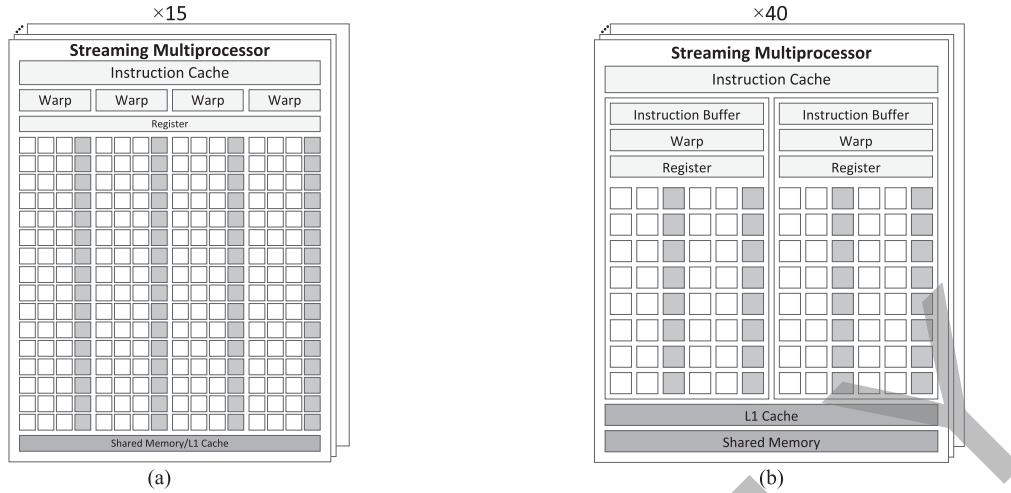 ×15
Streaming Multiprocessor
Instruction Cache
Warp Warp Warp Warp
Register
Shared Memory/L1 Cache
(a)
×40
Streaming Multiprocessor
Instruction Cache
Instruction Buffer Instruction Buffer
Warp Warp
Register Register
L1 Cache
Shared Memory
(b)